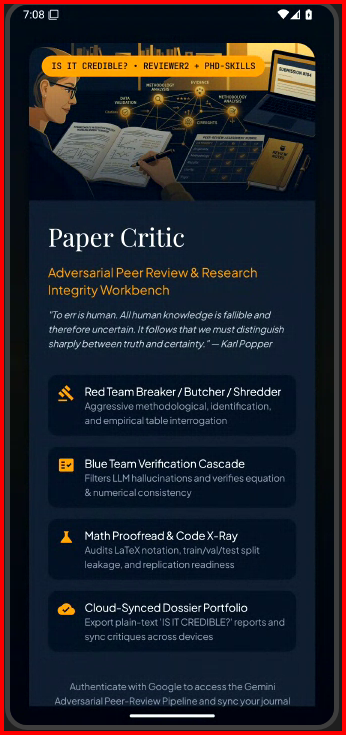 7:08
IS IT CREDIBLE? • REVIEWER2 + PHD-SKILLS
SUBMISSION #784
METHODOLOGY
ANALYSIS
EVIDENCE
DATA
VALIDATION
METHODOLOGY
ANALYSIS
REVIEW
NOTES
Paper Critic
Adversarial Peer Review & Research
Integrity Workbench
"To err is human. All human knowledge is fallible and
therefore uncertain. It follows that we must distinguish
sharply between truth and certainty." — Karl Popper
Red Team Breaker / Butcher / Shredder
Aggressive methodological, identification,
and empirical table interrogation
Blue Team Verification Cascade
Filters LLM hallucinations and verifies equation
& numerical consistency
Math Proofread & Code X-Ray
Audits LaTeX notation, train/val/test split
leakage, and replication readiness
Cloud-Synced Dossier Portfolio
Export plain-text 'IS IT CREDIBLE?' reports and
sync critiques across devices
Authenticate with Google to access the Gemini
Adversarial Peer-Review Pipeline and sync your journal